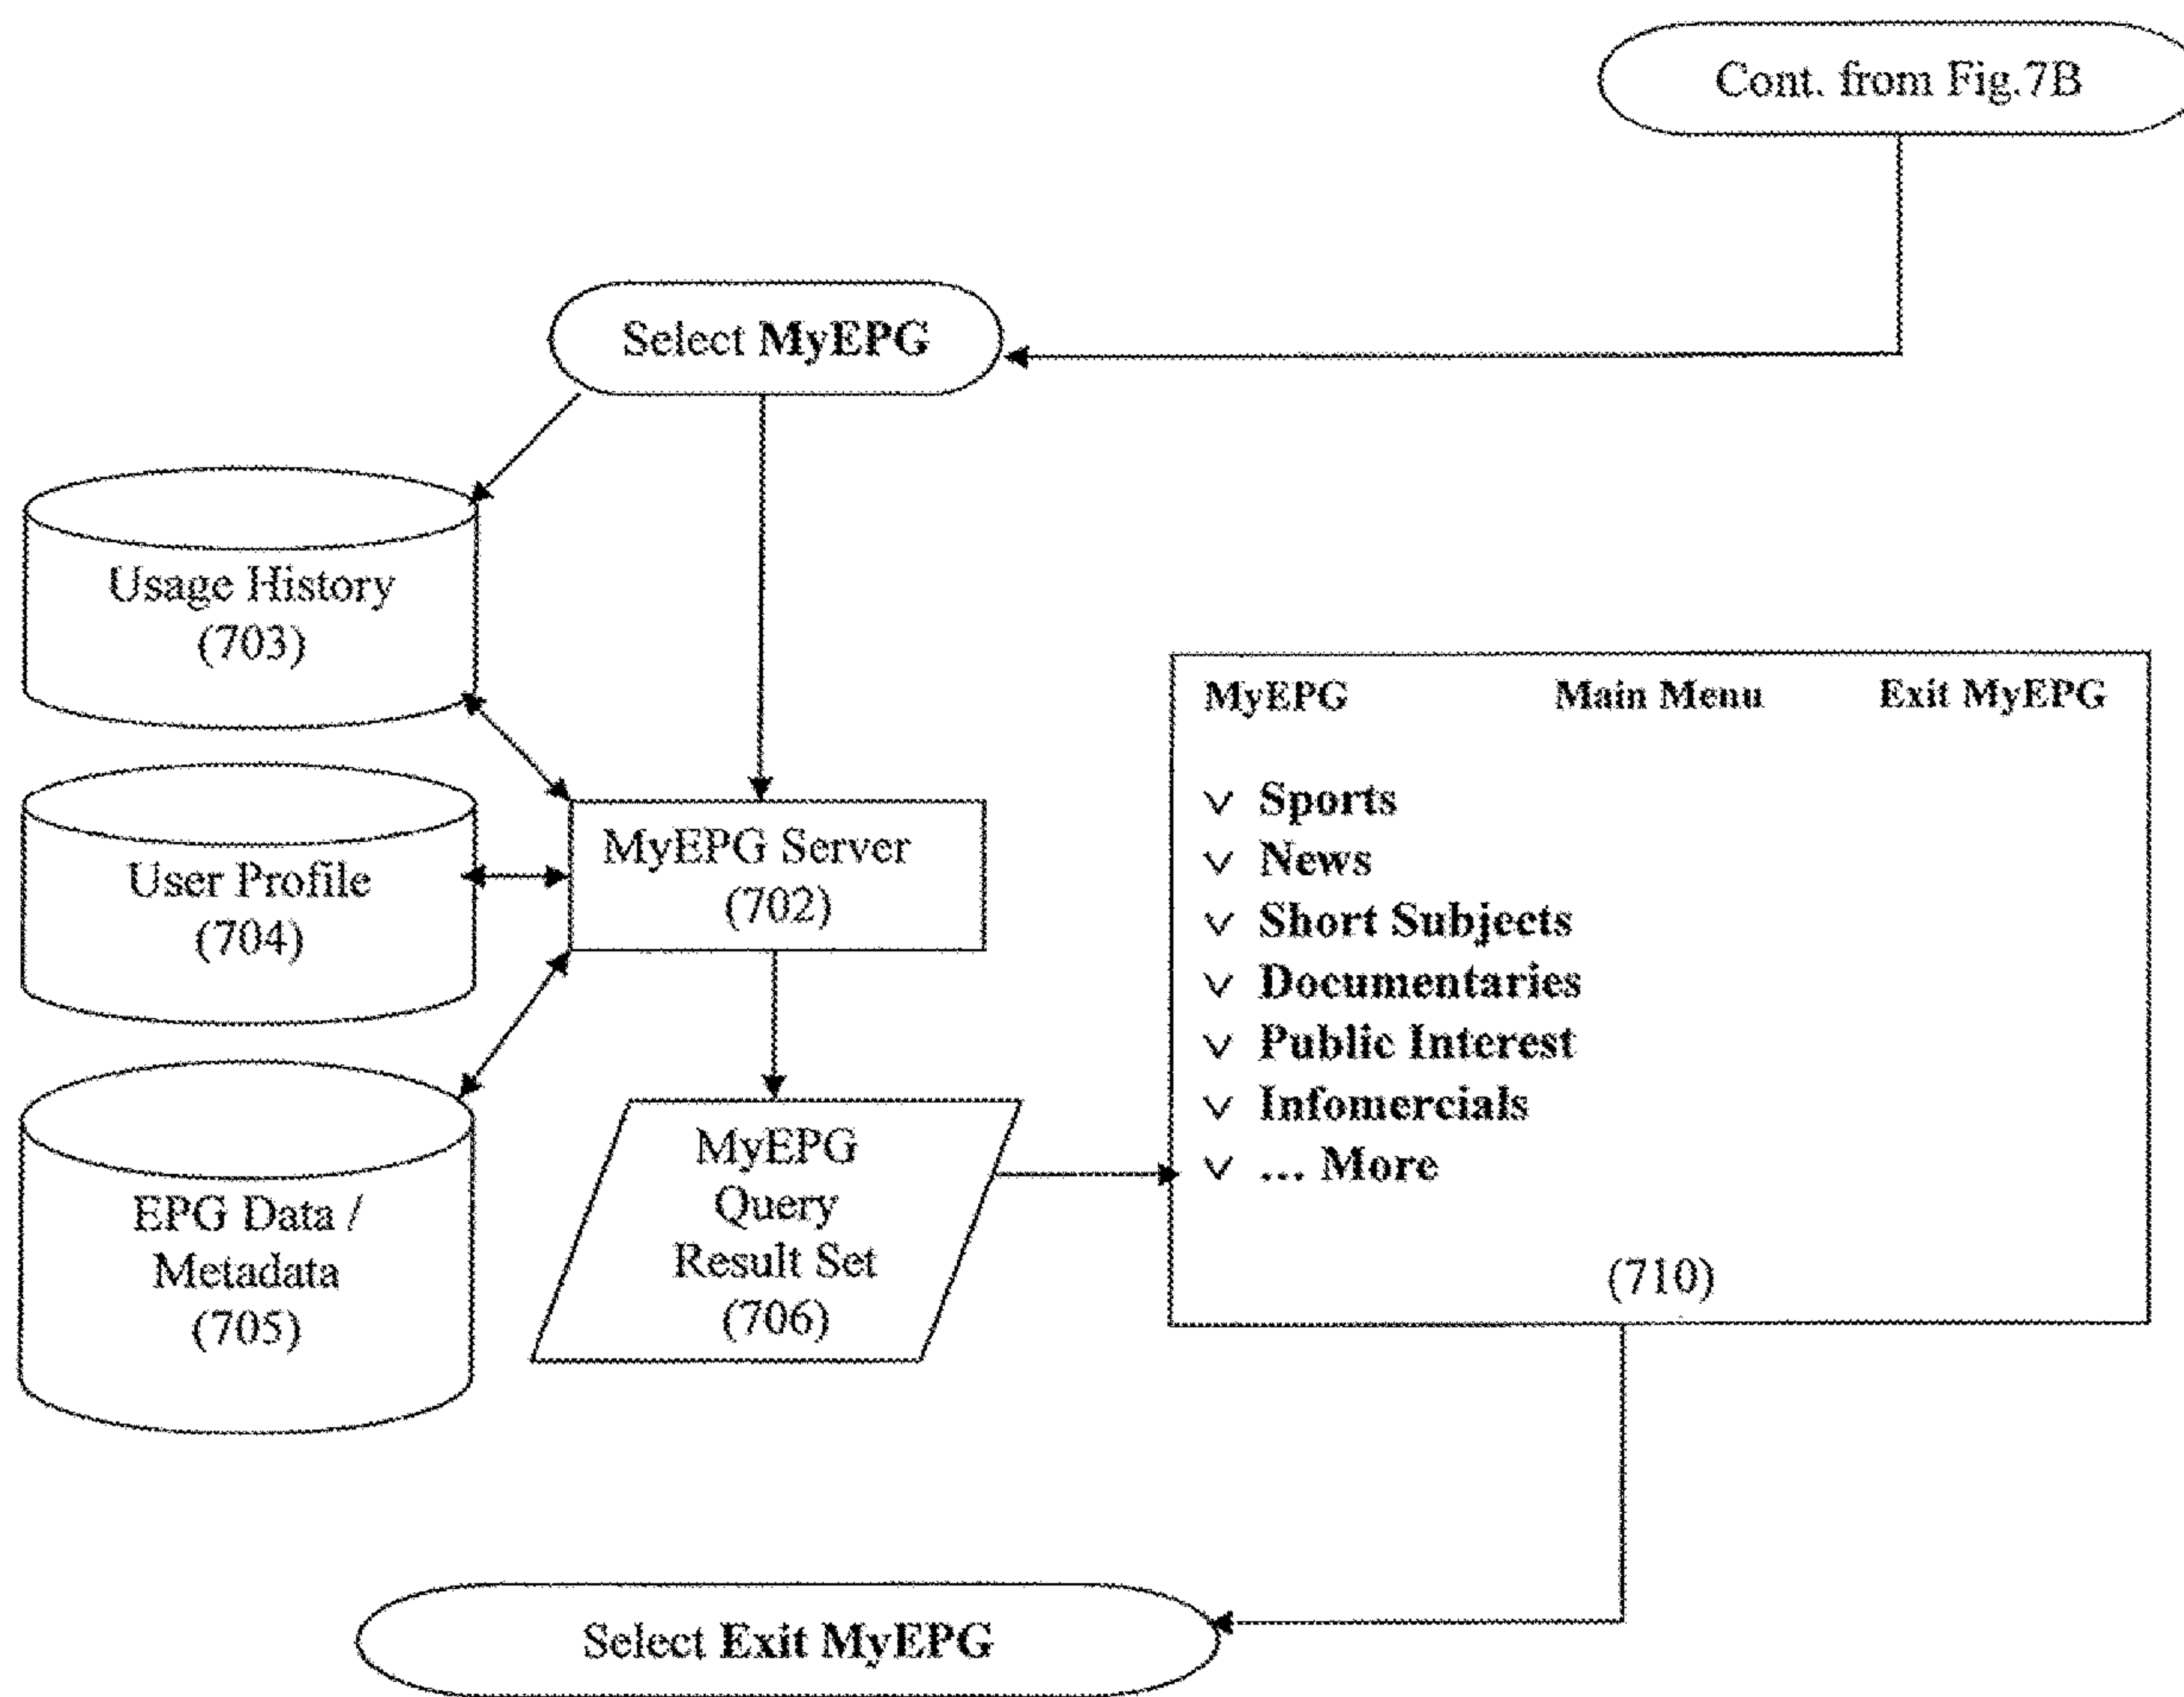 Cont. from Fig.7B
Select MyEPG
Usage History
(703)
MyEPG Main Menu Exit MyEPG
Sports
News
Short Subjects
Documentaries
Public Interest
Infomercials
... More
(710)
MyEPG Server
(702)
User Profile
(704)
EPG Data /
Metadata
(705)
MyEPG
Query
Result Set
(706)
Select Exit MyEPG